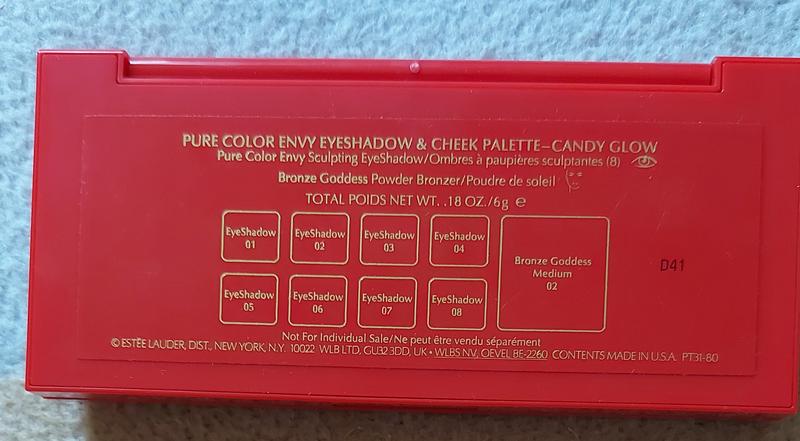 PURE COLOR ENVY EYESHADOW & CHEEK PALETTE–CANDY GLOW
Pure Color Envy Sculpting EyeShadow/Ombres à paupières sculptantes (8)
Bronze Goddess Powder Bronzer/Poudre de soleil
TOTAL POIDS NET WT. .18 OZ./6g ℮
EyeShadow
01
EyeShadow
02
EyeShadow
03
EyeShadow
04
Bronze Goddess
Medium
02
D41
EyeShadow
05
EyeShadow
06
EyeShadow
07
EyeShadow
08
Not For Individual Sale/Ne peut être vendu séparément
© ESTĒE LAUDER, DIST., NEW YORK, N.Y. 10022 WLB LTD, GU32 3DD, UK • WLBS NV, OEVEL BE-2260 CONTENTS MADE IN U.S.A. PT31-80